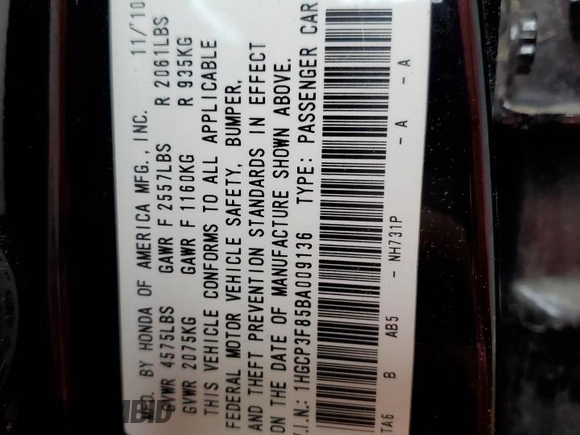 MFD. BY HONDA OF AMERICA MFG., INC. 11/'10
GVWR 4575LBS GAWR F 2557LBS R 2061LBS
GVWR 2075KG GAWR F 1160KG R 935KG
THIS VEHICLE CONFORMS TO ALL APPLICABLE
FEDERAL MOTOR VEHICLE SAFETY, BUMPER,
AND THEFT PREVENTION STANDARDS IN EFFECT
ON THE DATE OF MANUFACTURE SHOWN ABOVE.
V.I.N.: 1HGCP3F85BA009136 TYPE: PASSENGER CAR
TA6 B AB5 - NH731P - A - A